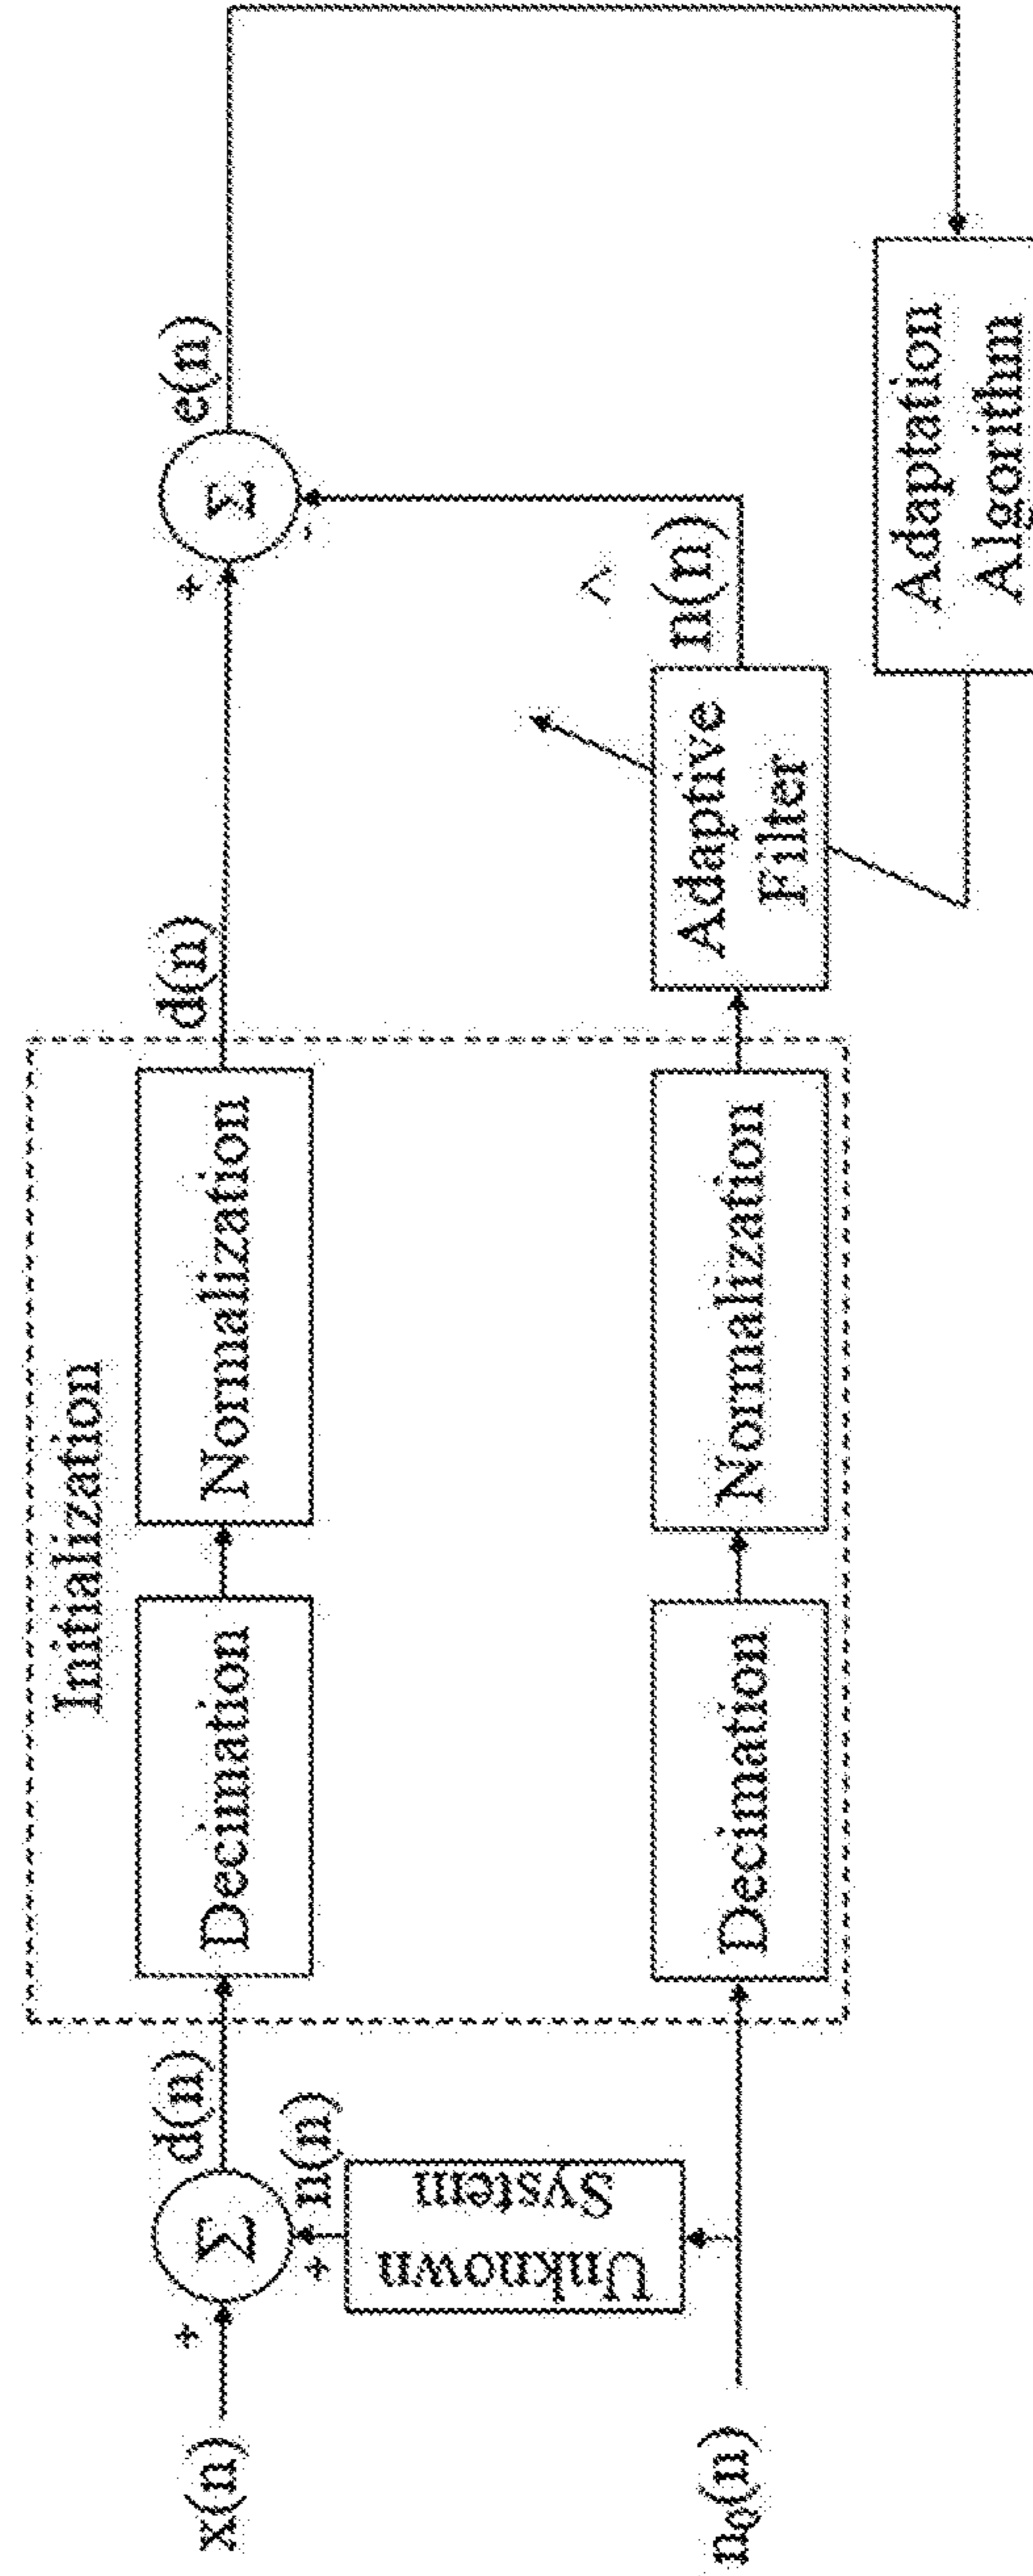 Initialization
x(n)
+
Σ
d(n)
Decimation
Normalization
d(n)
+
Σ
e(n)
+
n(n)
-
Unknown
System
^
n(n)
n₀(n)
Decimation
Normalization
Adaptive
Filter
Adaptation
Algorithm